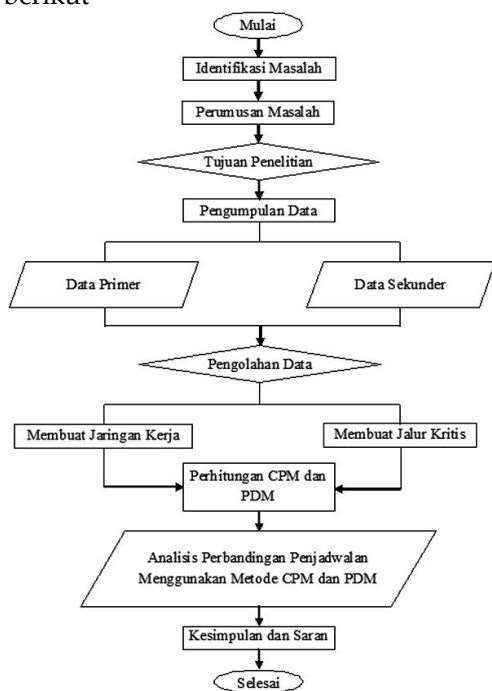 berikut
Mulai
Identifikasi Masalah
Perumusan Masalah
Tujuan Penelitian
Pengumpulan Data
Data Primer
Data Sekunder
Pengolahan Data
Membuat Jaringan Kerja
Membuat Jalur Kritis
Perhitungan CPM dan
PDM
Analisis Perbandingan Penjadwalan
Menggunakan Metode CPM dan PDM
Kesimpulan dan Saran
Selesai